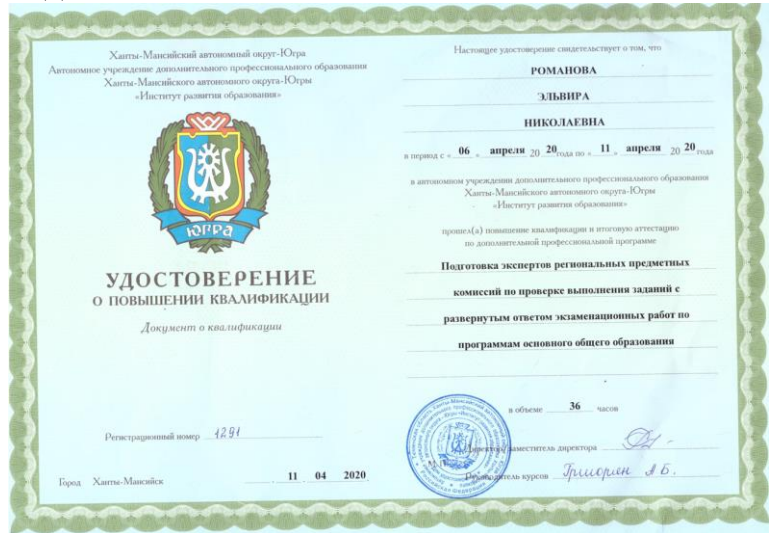 Ханты-Мансийский автономный округ-Югра
Автономное учреждение дополнительного профессионального образования
Ханты-Мансийского автономного округа-Югры
«Институт развития образования»
ЮГРА
УДОСТОВЕРЕНИЕ
О ПОВЫШЕНИИ КВАЛИФИКАЦИИ
Документ о квалификации
Регистрационный номер 1291
Город Ханты-Мансийск 11 04 2020
Настоящее удостоверение свидетельствует о том, что
РОМАНОВА
ЭЛЬВИРА
НИКОЛАЕВНА
в период с « 06 » апреля 20 20 года по « 11 » апреля 20 20 года
в автономном учреждении дополнительного профессионального образования
Ханты-Мансийского автономного округа-Югры
«Институт развития образования»
прошел(а) повышение квалификации и итоговую аттестацию
по дополнительной профессиональной программе
Подготовка экспертов региональных предметных
комиссий по проверке выполнения заданий с
развернутым ответом экзаменационных работ по
программам основного общего образования
в объеме 36 часов
Директор/заместитель директора
М.П.
Руководитель курсов